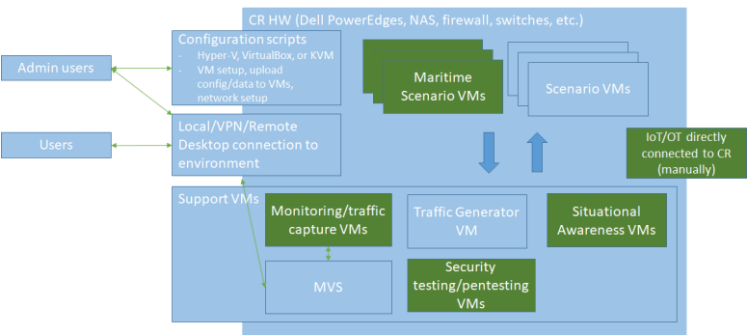 CR HW (Dell PowerEdges, NAS, firewall, switches, etc.)
Admin users
Configuration scripts
- Hyper-V, VirtualBox, or KVM
- VM setup, upload
config/data to VMs,
network setup
Maritime
Scenario VMs
Scenario VMs
Users
Local/VPN/Remote
Desktop connection to
environment
IoT/OT directly
connected to CR
(manually)
Support VMs
Monitoring/traffic
capture VMs
Traffic Generator
VM
Situational
Awareness VMs
MVS
Security
testing/pentesting
VMs